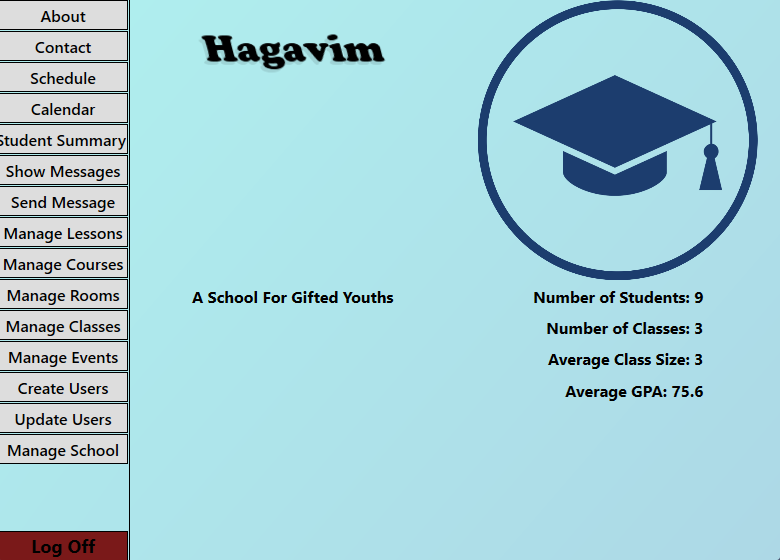 About
Contact
Schedule
Calendar
Student Summary
Show Messages
Send Message
Manage Lessons
Manage Courses
Manage Rooms
Manage Classes
Manage Events
Create Users
Update Users
Manage School
Log Off
Hagavim
A School For Gifted Youths
Number of Students: 9
Number of Classes: 3
Average Class Size: 3
Average GPA: 75.6